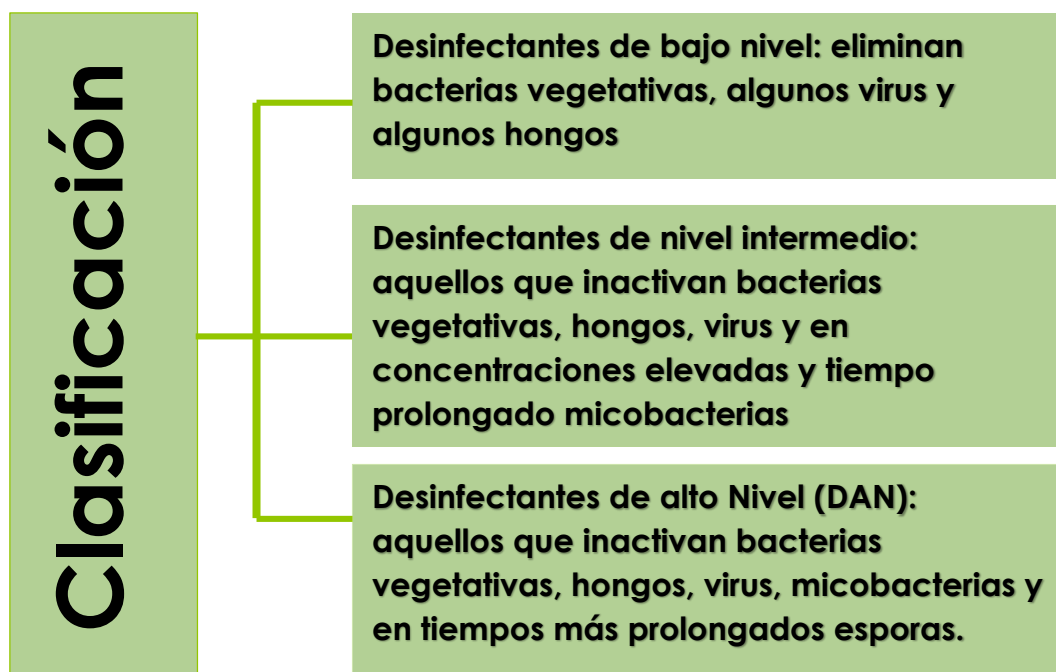 Clasificación
Desinfectantes de bajo nivel: eliminan
bacterias vegetativas, algunos virus y
algunos hongos
Desinfectantes de nivel intermedio:
aquellos que inactivan bacterias
vegetativas, hongos, virus y en
concentraciones elevadas y tiempo
prolongado micobacterias
Desinfectantes de alto Nivel (DAN):
aquellos que inactivan bacterias
vegetativas, hongos, virus, micobacterias y
en tiempos más prolongados esporas.